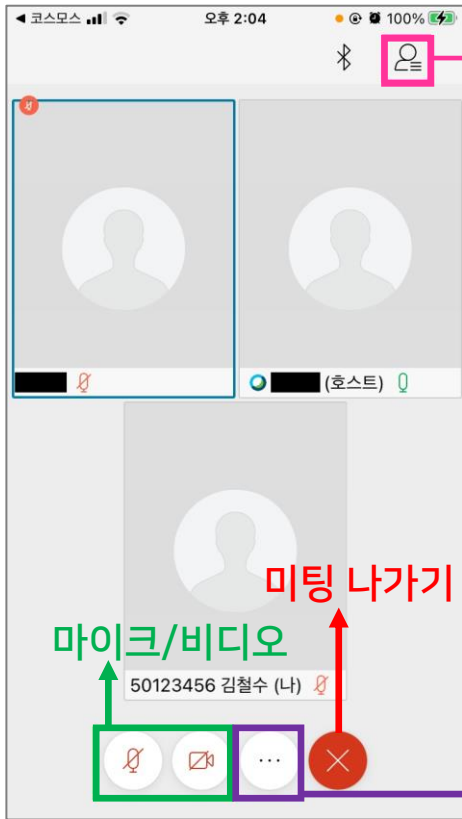 ◀ 코스모스
오후 2:04
100%
(호스트)
미팅 나가기
마이크/비디오
50123456 김철수 (나)